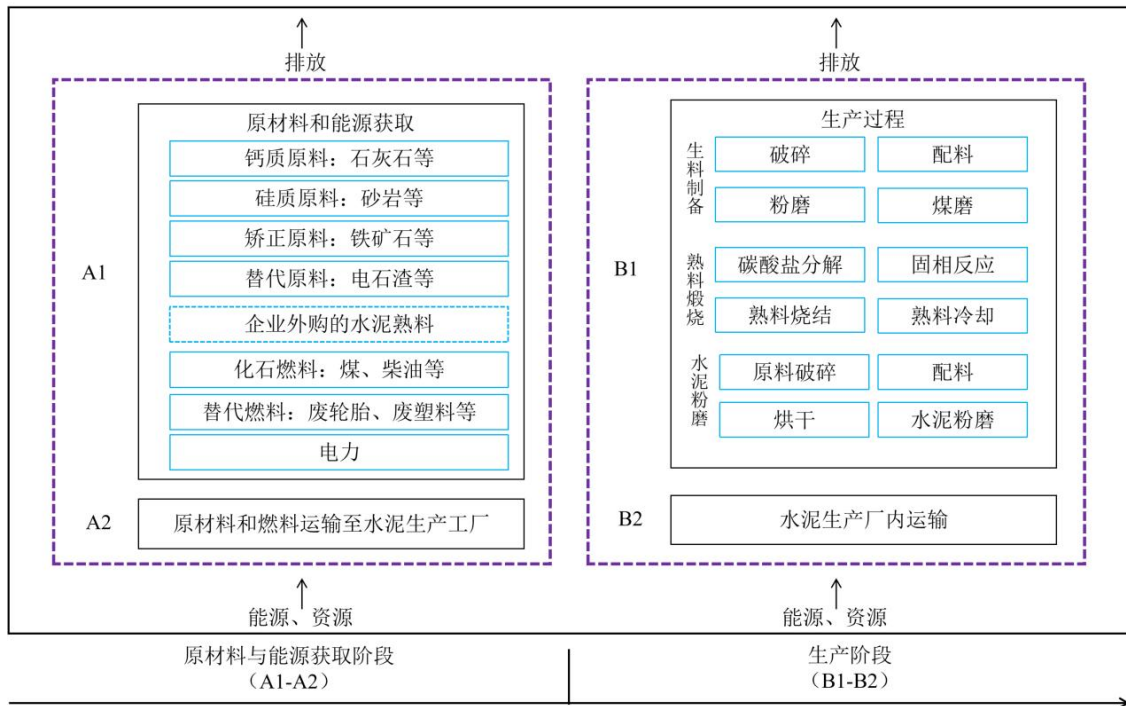 排放
A1
原材料和能源获取
钙质原料：石灰石等
硅质原料：砂岩等
矫正原料：铁矿石等
替代原料：电石渣等
企业外购的水泥熟料
化石燃料：煤、柴油等
替代燃料：废轮胎、废塑料等
电力
A2
原材料和燃料运输至水泥生产工厂
能源、资源
排放
B1
生产过程
生料制备
破碎
配料
粉磨
煤磨
熟料煅烧
碳酸盐分解
固相反应
熟料烧结
熟料冷却
水泥粉磨
原料破碎
配料
烘干
水泥粉磨
B2
水泥生产厂内运输
能源、资源
原材料与能源获取阶段
（A1-A2）
生产阶段
（B1-B2）